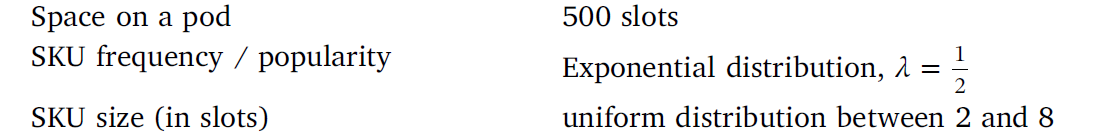 Space on a pod 500 slots
SKU frequency / popularity Exponential distribution, λ = 1/2
SKU size (in slots) uniform distribution between 2 and 8